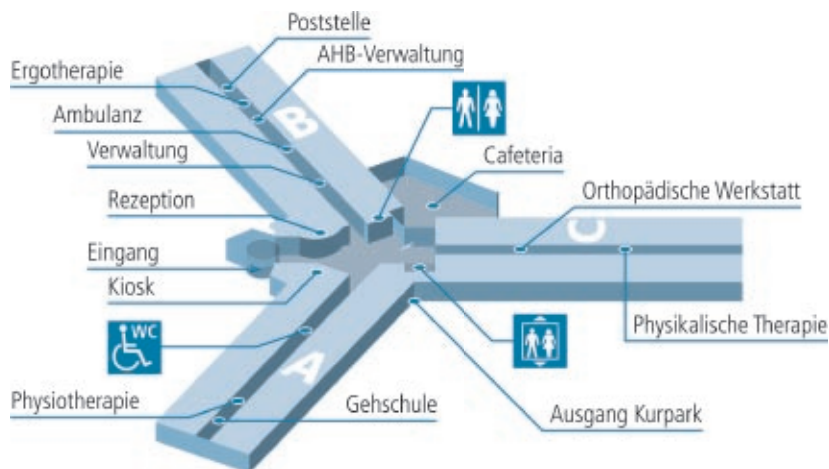 Poststelle
AHB-Verwaltung
Ergotherapie
Ambulanz
Verwaltung
Cafeteria
Orthopädische Werkstatt
Rezeption
Eingang
Kiosk
WC
Physikalische Therapie
Physiotherapie
Gehschule
Ausgang Kurpark
B
C
A